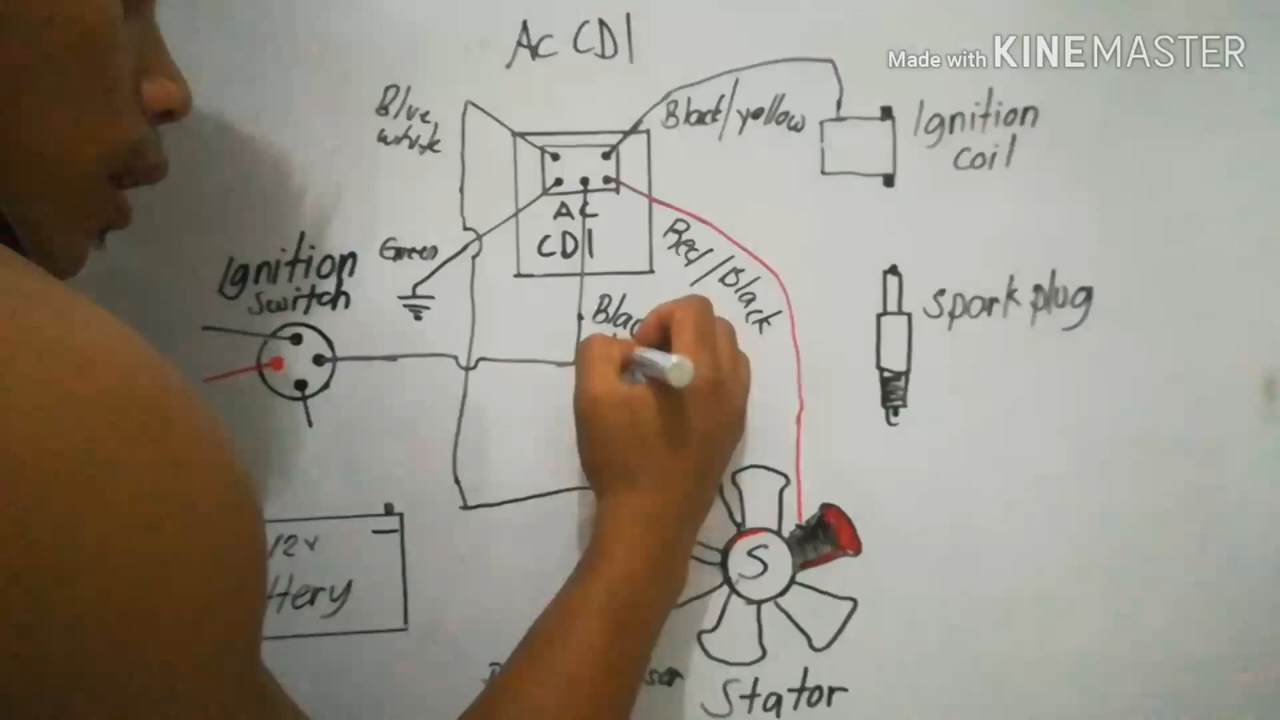 Ac CDI
Made with KINEMASTER
Blue
white
Black/yellow
Ignition
coil
AC
CDI
Green
Red/Black
Ignition
switch
spark plug
12v
S
Stator